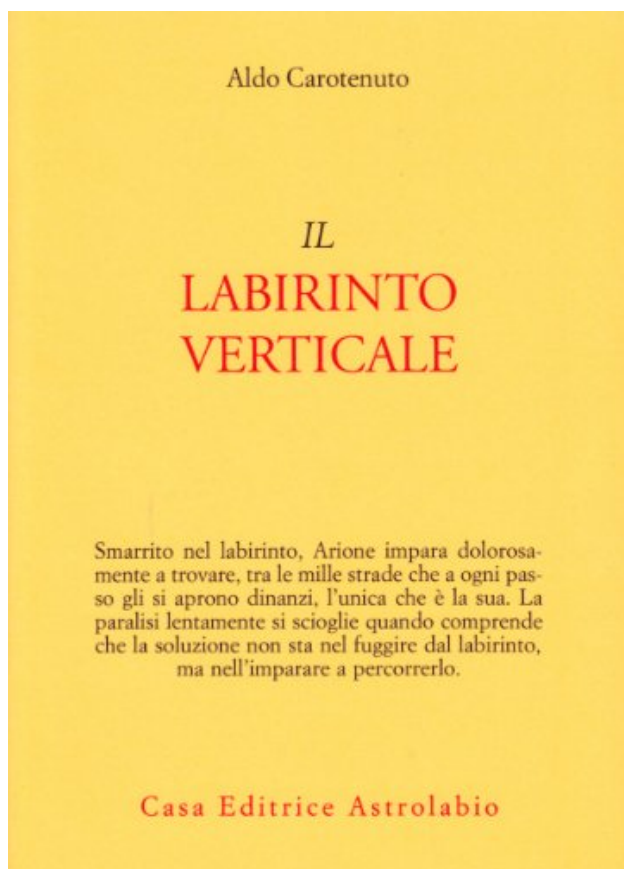 Aldo Carotenuto
IL
LABIRINTO
VERTICALE
Smarrito nel labirinto, Arione impara dolorosa-
mente a trovare, tra le mille strade che a ogni pas-
so gli si aprono dinanzi, l'unica che è la sua. La
paralisi lentamente si scioglie quando comprende
che la soluzione non sta nel fuggire dal labirinto,
ma nell'imparare a percorrerlo.
Casa Editrice Astrolabio